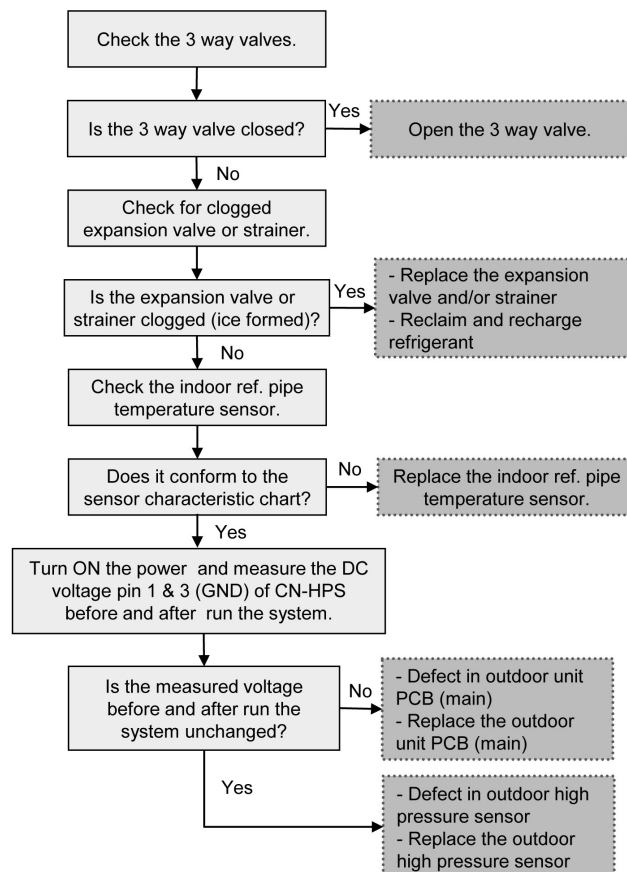 Check the 3 way valves.
Is the 3 way valve closed?
Yes
Open the 3 way valve.
No
Check for clogged
expansion valve or strainer.
Is the expansion valve or
strainer clogged (ice formed)?
Yes
- Replace the expansion
valve and/or strainer
- Reclaim and recharge
refrigerant
No
Check the indoor ref. pipe
temperature sensor.
Does it conform to the
sensor characteristic chart?
No
Replace the indoor ref. pipe
temperature sensor.
Yes
Turn ON the power and measure the DC
voltage pin 1 & 3 (GND) of CN-HPS
before and after run the system.
Is the measured voltage
before and after run the
system unchanged?
No
- Defect in outdoor unit
PCB (main)
- Replace the outdoor
unit PCB (main)
Yes
- Defect in outdoor high
pressure sensor
- Replace the outdoor
high pressure sensor